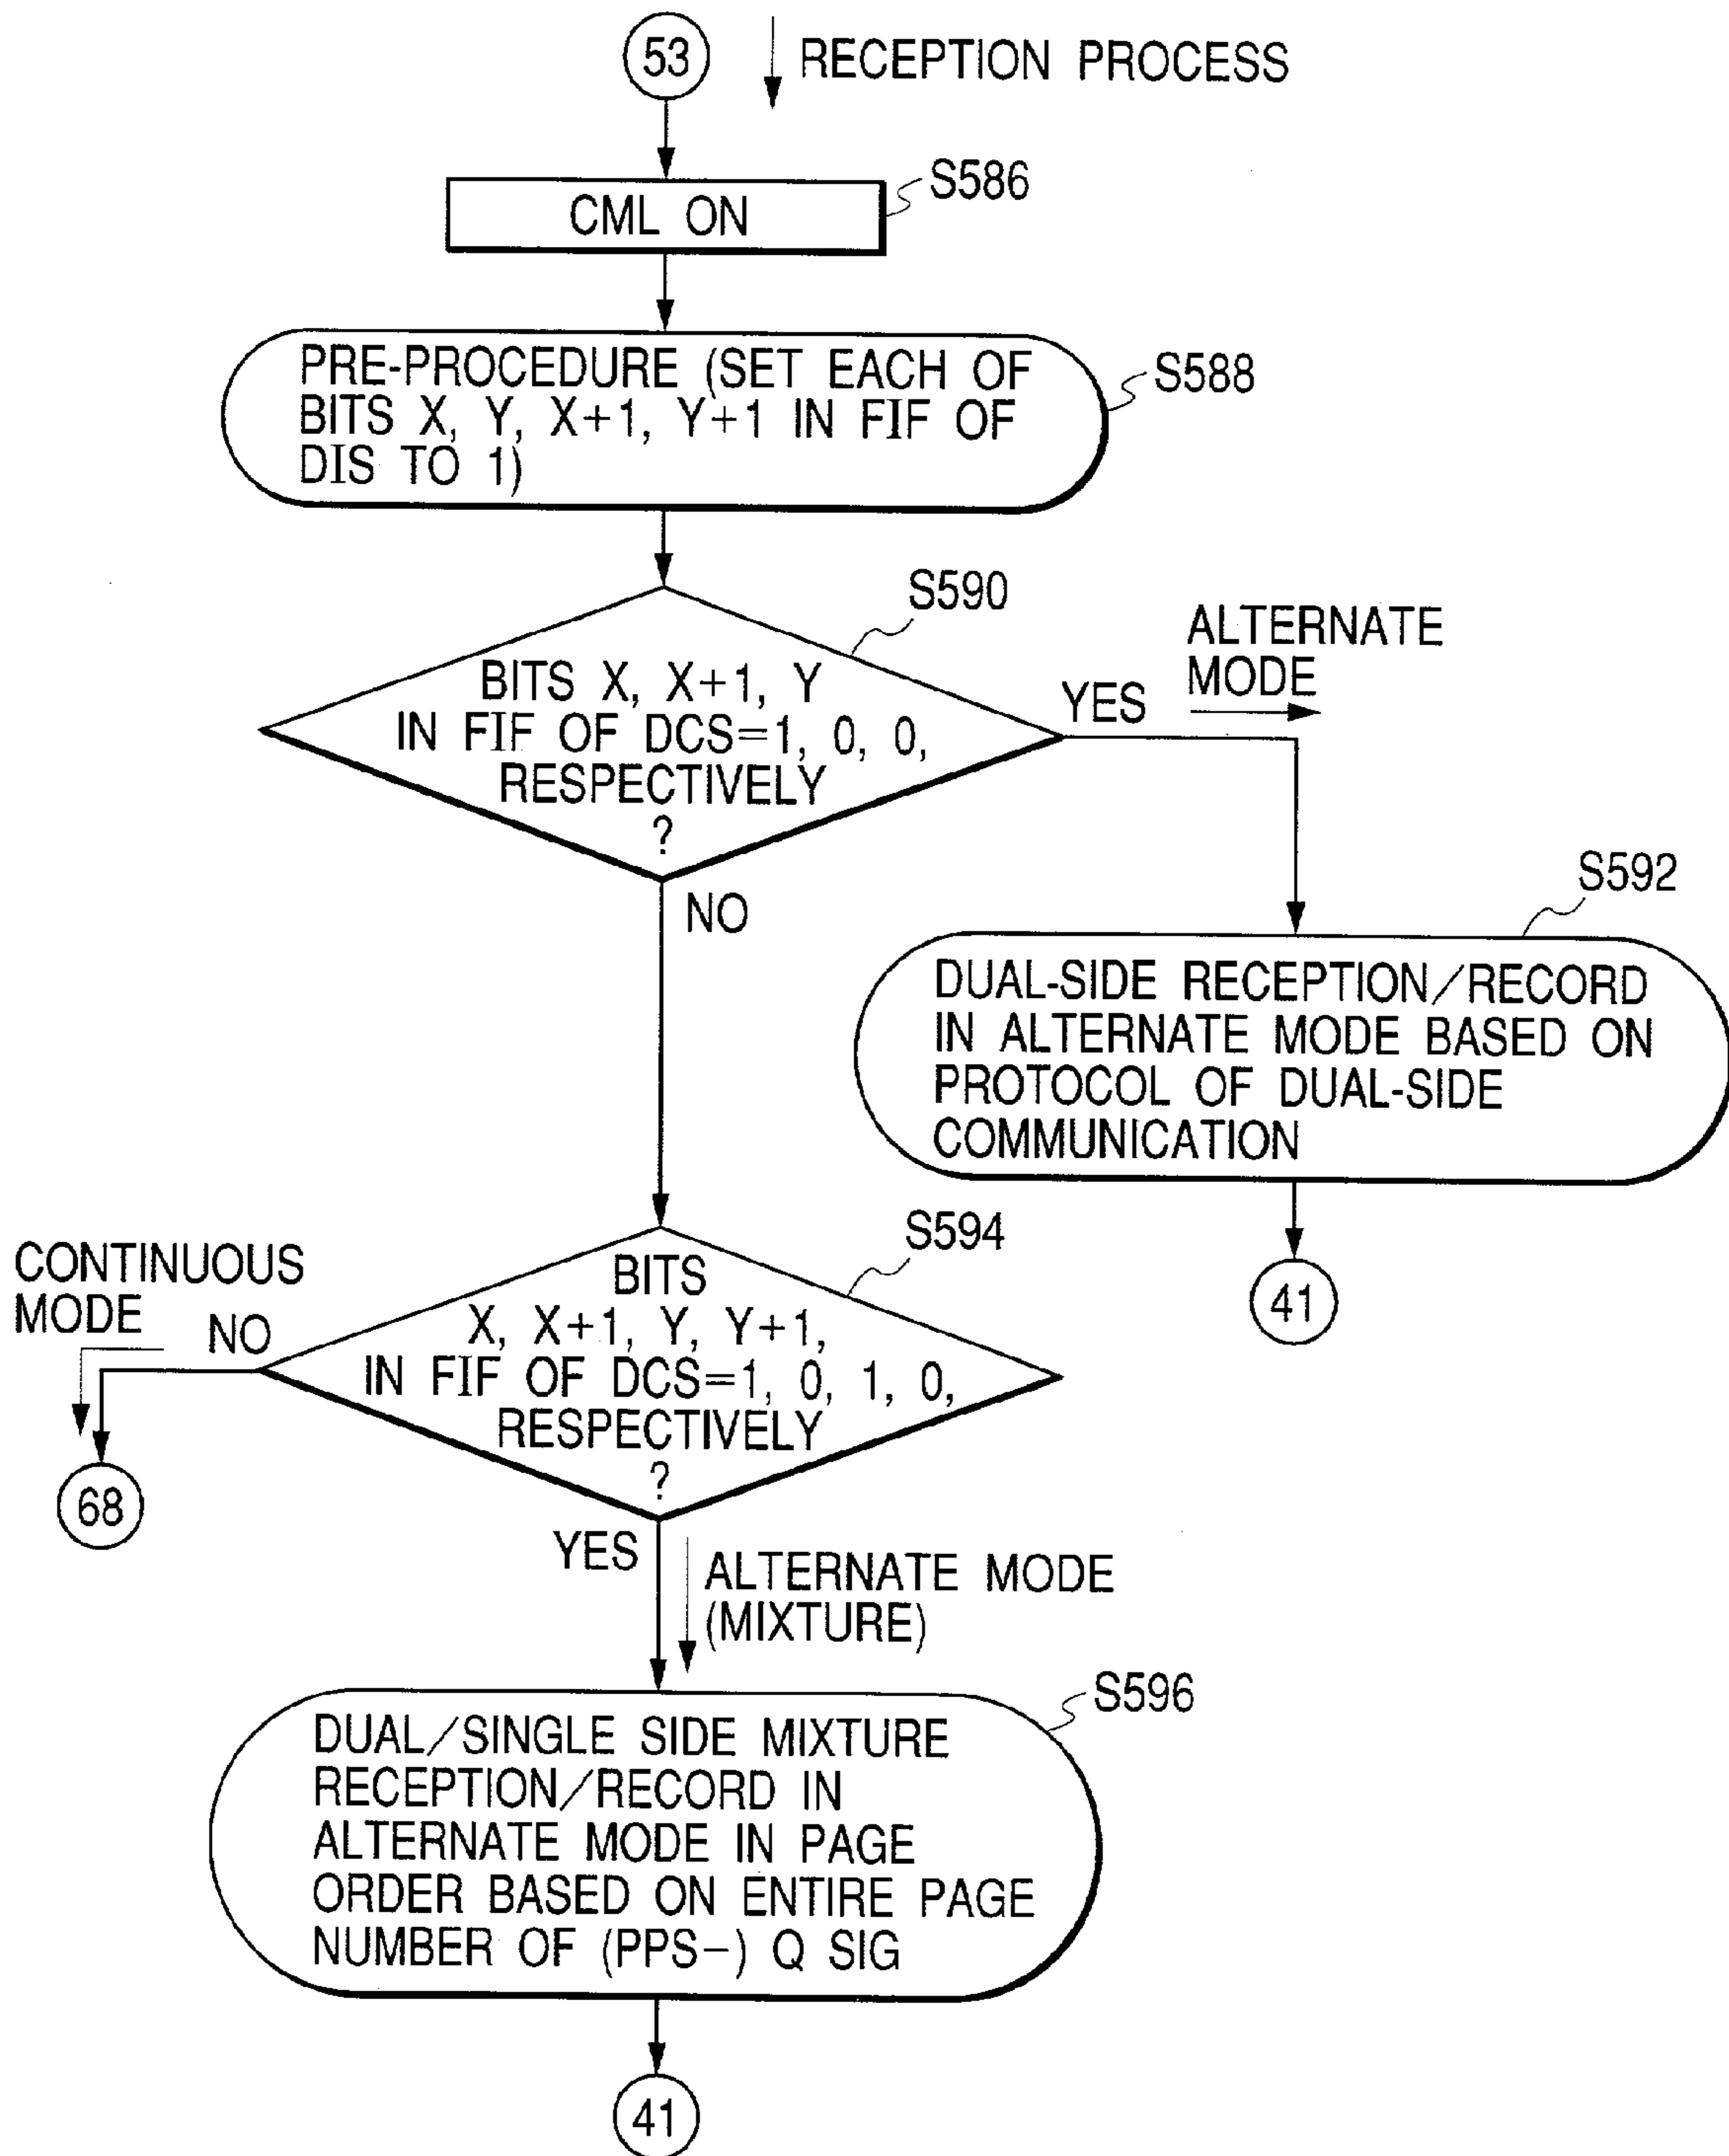 53
RECEPTION PROCESS
S586
CML ON
S588
PRE-PROCEDURE (SET EACH OF
BITS X, Y, X+1, Y+1 IN FIF OF
DIS TO 1)
S590
BITS X, X+1, Y
IN FIF OF DCS=1, 0, 0,
RESPECTIVELY
?
YES
ALTERNATE
MODE
NO
S592
DUAL-SIDE RECEPTION/RECORD
IN ALTERNATE MODE BASED ON
PROTOCOL OF DUAL-SIDE
COMMUNICATION
41
S594
BITS
X, X+1, Y, Y+1,
IN FIF OF DCS=1, 0, 1, 0,
RESPECTIVELY
?
CONTINUOUS
MODE
NO
68
YES
ALTERNATE MODE
(MIXTURE)
S596
DUAL/SINGLE SIDE MIXTURE
RECEPTION/RECORD IN
ALTERNATE MODE IN PAGE
ORDER BASED ON ENTIRE PAGE
NUMBER OF (PPS-) Q SIG
41